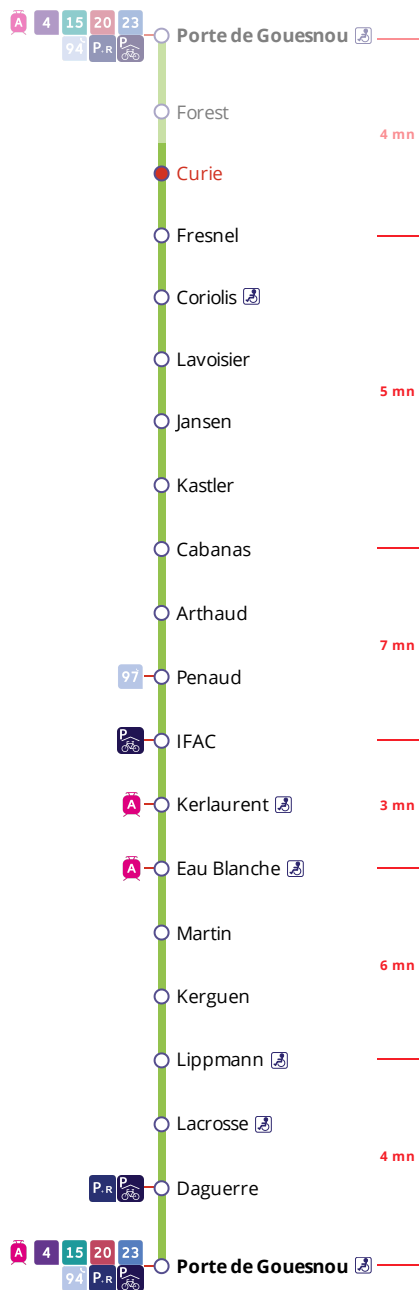 A 4 15 20 23
Porte de Gouesnou
94 P+R P
Forest
4 mn
Curie
Fresnel
Coriolis
Lavoisier
5 mn
Jansen
Kastler
Cabanas
Arthaud
7 mn
97 Penaud
P IFAC
A Kerlaurent
3 mn
A Eau Blanche
Martin
6 mn
Kerguen
Lippmann
Lacrosse
4 mn
P+R P Daguerre
A 4 15 20 23
Porte de Gouesnou
94 P+R P